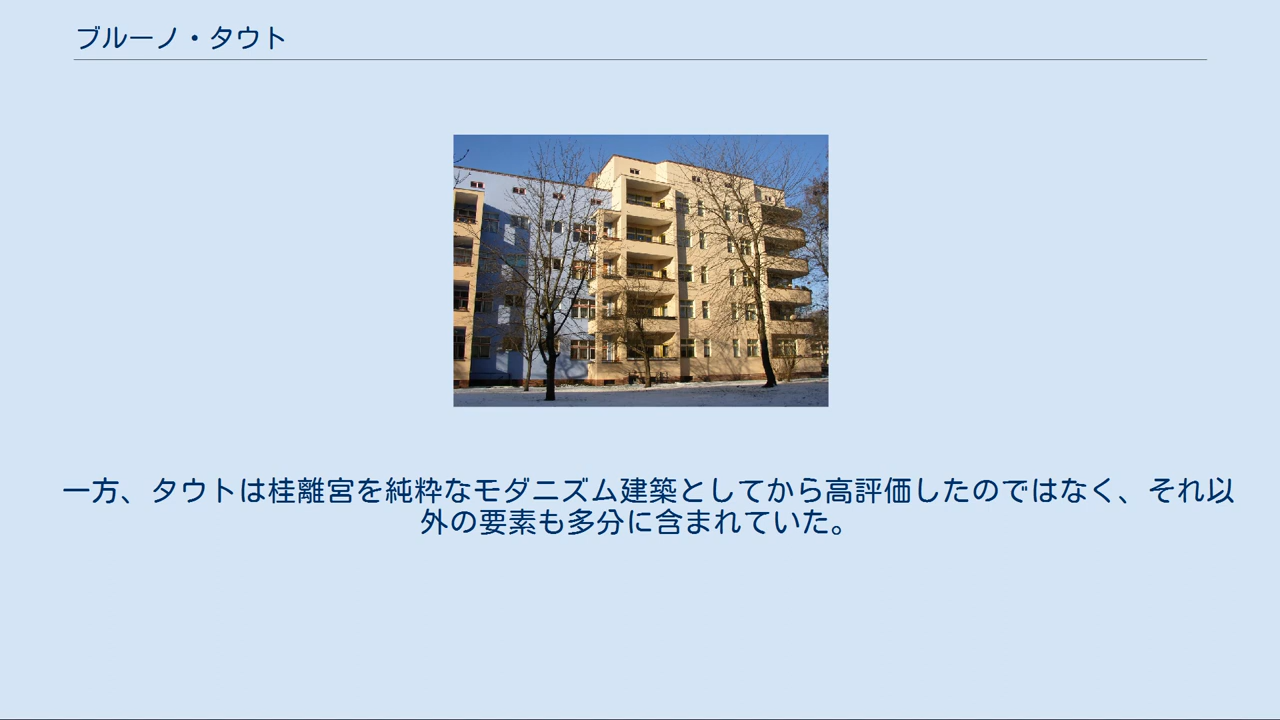 ブルーノ・タウト
一方、タウトは桂離宮を純粋なモダニズム建築としてから高評価したのではなく、それ以
外の要素も多分に含まれていた。